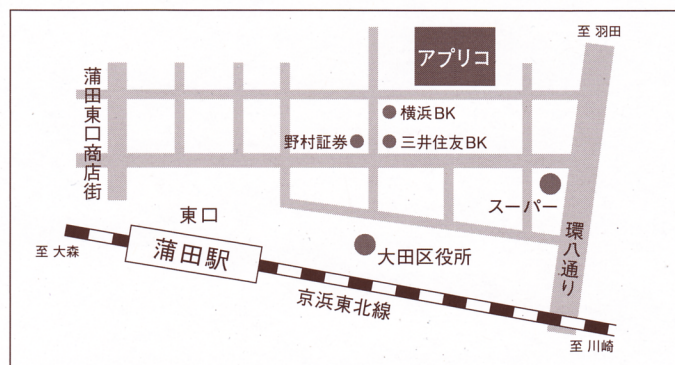 至 羽田
アプリコ
蒲田東口商店街
横浜BK
野村証券
三井住友BK
スーパー
東口
環八通り
至 大森
蒲田駅
大田区役所
京浜東北線
至 川崎